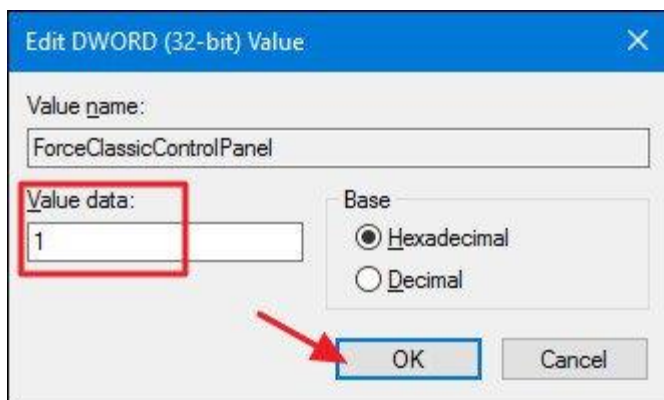 Edit DWORD (32-bit) Value
Value name:
ForceClassicControlPanel
Value data:
1
Base
Hexadecimal
Decimal
OK
Cancel